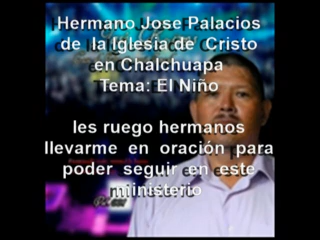 Hermano Jose Palacios
de la Iglesia de Cristo
en Chalchuapa
Tema: El Niño
les ruego hermanos
llevarme en oración para
poder seguir en este
miinisterio